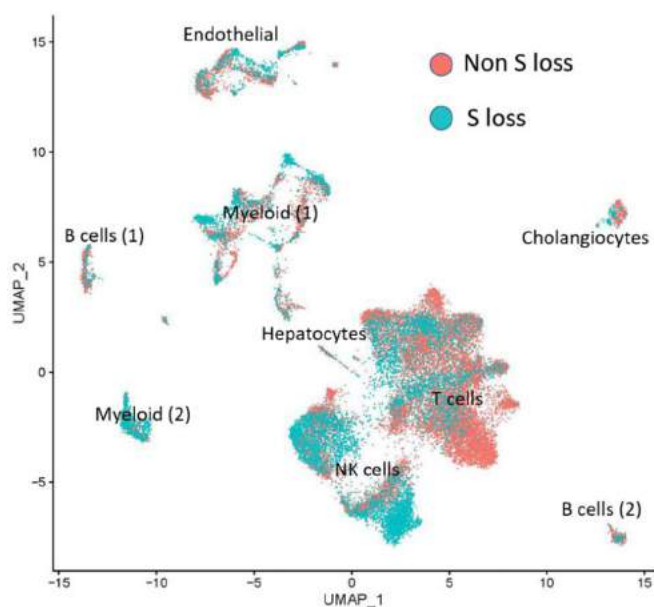 Endothelial
Non S loss
S loss
Myeloid (1)
B cells (1)
Cholangiocytes
Hepatocytes
T cells
Myeloid (2)
NK cells
B cells (2)
15
10
5
0
−5
UMAP_2
−15
−10
−5
0
5
10
15
UMAP_1